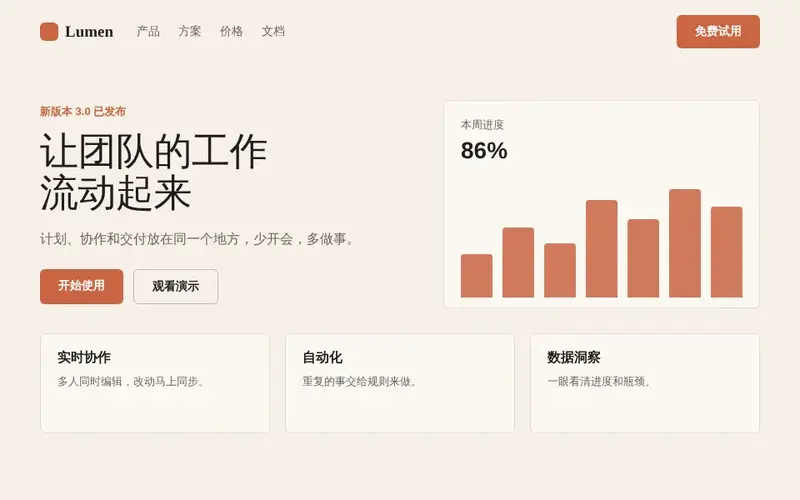 Lumen
产品
方案
价格
文档
免费试用
新版本 3.0 已发布
让团队的工作
流动起来
计划、协作和交付放在同一个地方，少开会，多做事。
开始使用
观看演示
本周进度
86%
实时协作
多人同时编辑，改动马上同步。
自动化
重复的事交给规则来做。
数据洞察
一眼看清进度和瓶颈。